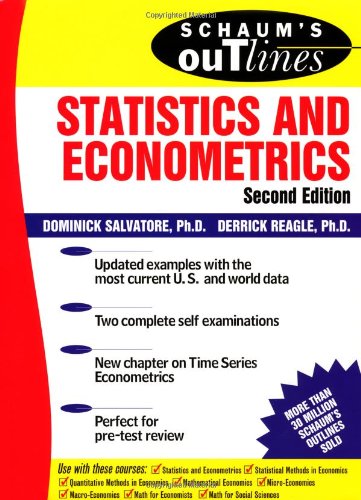 SCHAUM'S
ouTlines
STATISTICS AND
ECONOMETRICS
Second Edition
DOMINICK SALVATORE, Ph.D. DERRICK REAGLE, Ph.D.
Updated examples with the
most current U.S. and world data
Two complete self examinations
New chapter on Time Series
Econometrics
Perfect for
pre-test review
MORE THAN
30 MILLION
SCHAUM'S
OUTLINES
SOLD
Use with these courses: Statistics and Econometrics Statistical Methods in Economics
Quantitative Methods in Economics Mathematical Economics Micro-Economics
Macro-Economics Math for Economists Math for Social Sciences